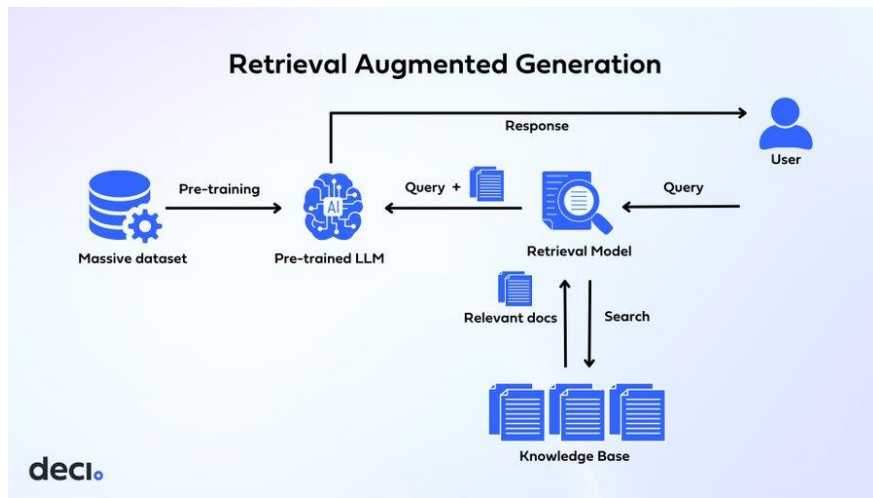 Retrieval Augmented Generation
Response
User
Pre-training
Query +
Query
AI
Massive dataset
Pre-trained LLM
Retrieval Model
Relevant docs
Search
Knowledge Base
deci.